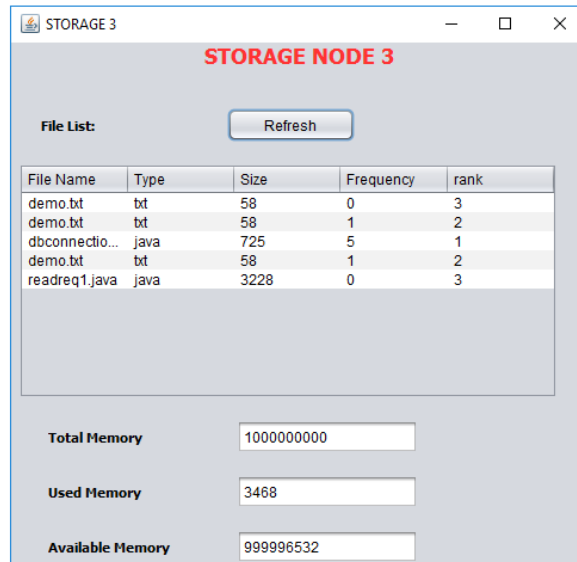 STORAGE 3
STORAGE NODE 3
File List: Refresh
File Name Type Size Frequency rank
demo.txt txt 58 0 3
demo.txt txt 58 1 2
dbconnectio... java 725 5 1
demo.txt txt 58 1 2
readreq1.java java 3228 0 3
Total Memory 1000000000
Used Memory 3468
Available Memory 999996532